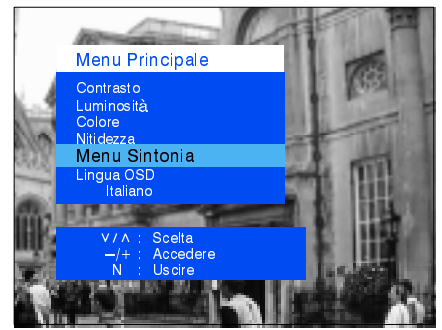 Menu Principale
Contrasto
Luminosità
Colore
Nitidezza
Menu Sintonia
Lingua OSD
Italiano
∨/∧ : Scelta
–/+ : Accedere
N : Uscire